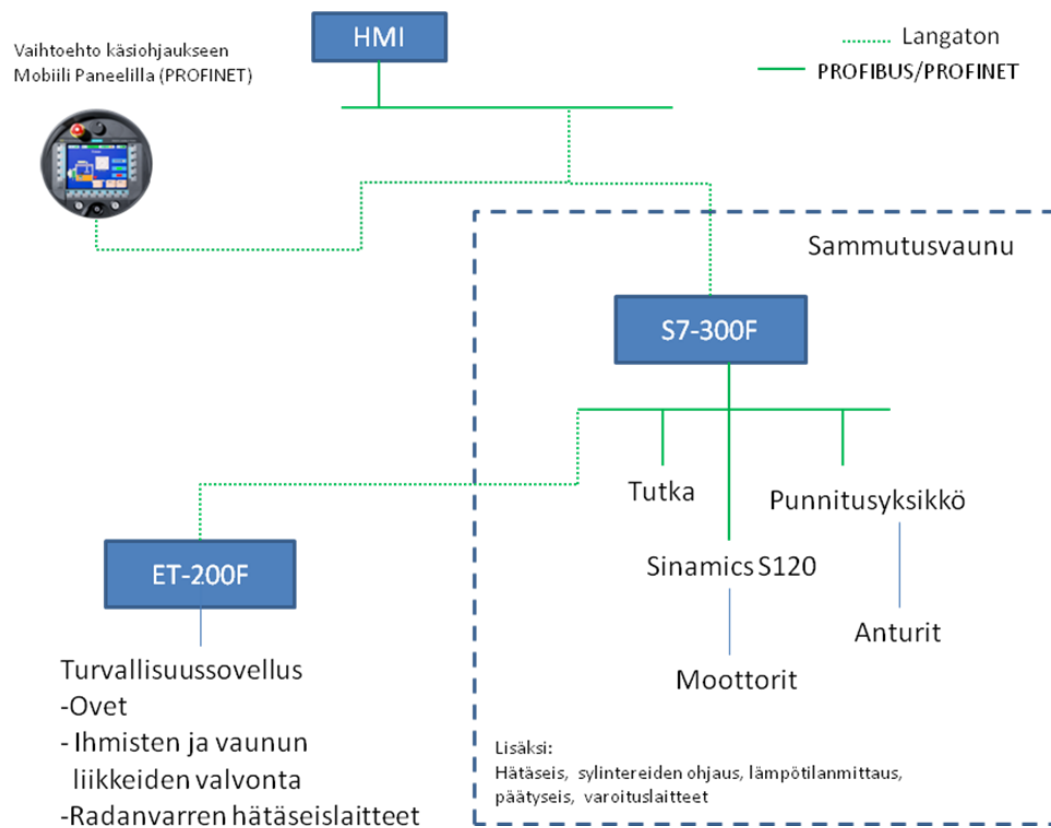 HMI
Vaihtoehto käsiohjaukseen
Mobiili Paneelilla (PROFINET)
Langaton
PROFIBUS/PROFINET
Sammutusvaunu
S7-300F
Tutka
Punnitusyksikkö
Sinamics S120
ET-200F
Anturit
Moottorit
Turvallisuussovellus
-Ovet
- Ihmisten ja vaunun
liikkeiden valvonta
-Radanvarren hätäseislaitteet
Lisäksi:
Hätäseis, sylintereiden ohjaus, lämpötilanmittaus,
päätyseis, varoituslaitteet